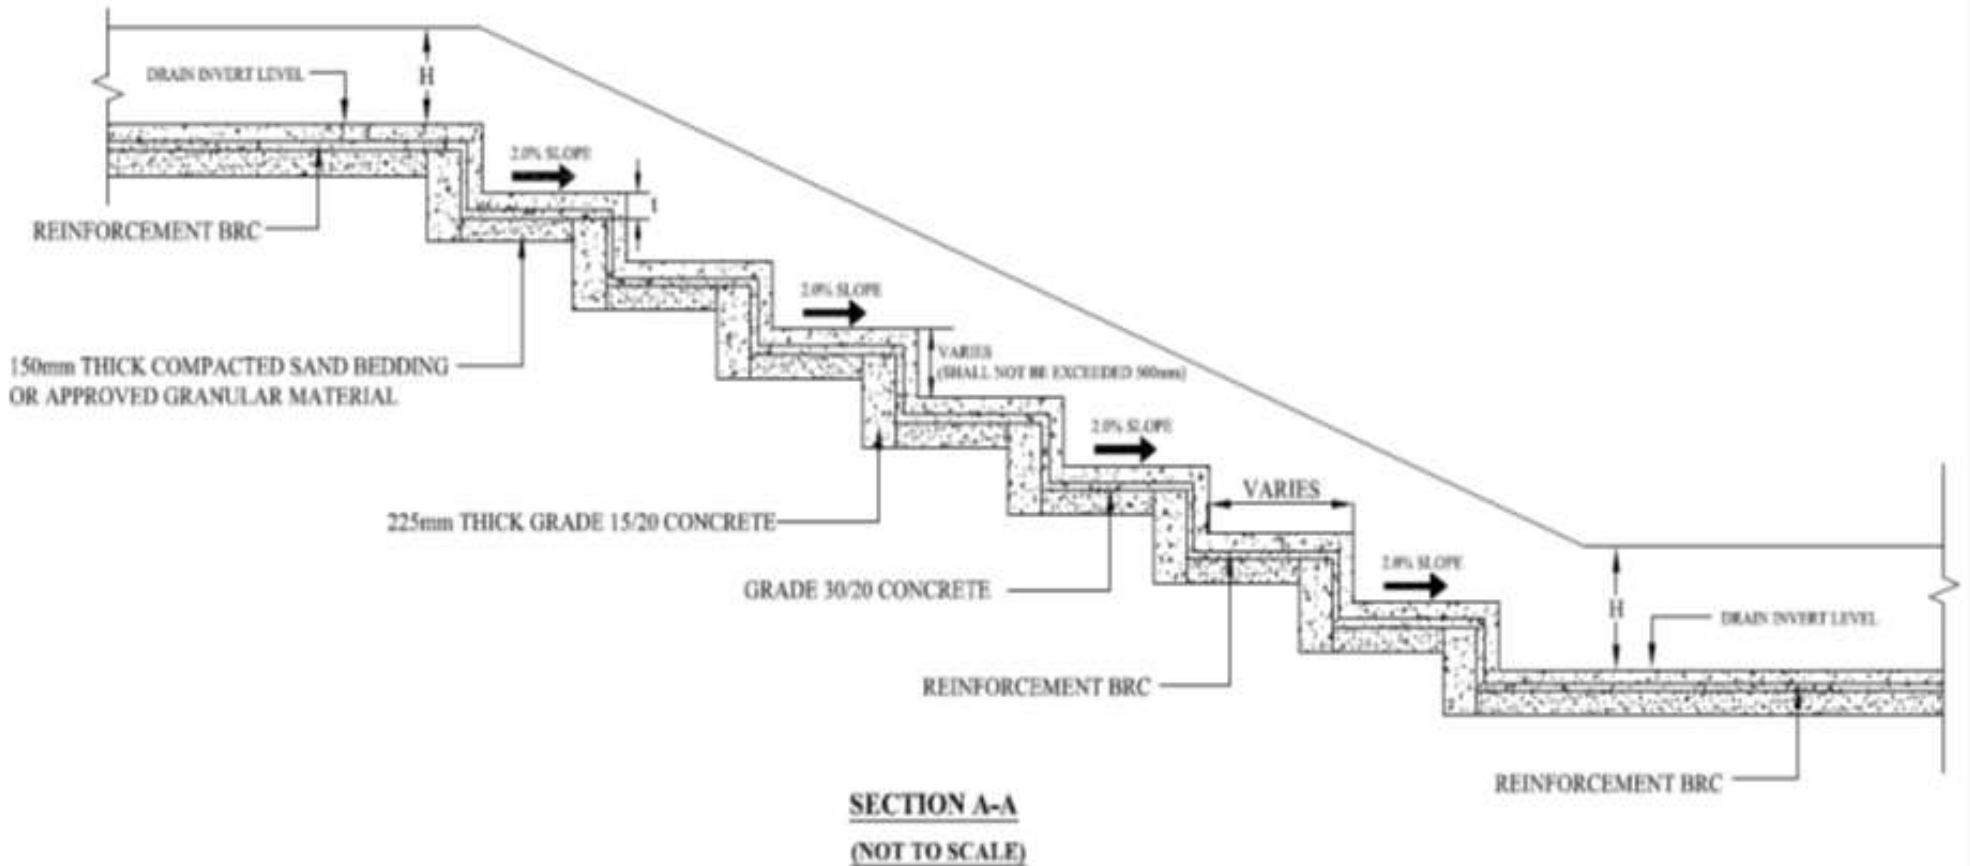 DRAIN INVERT LEVEL
H
2.0% SLOPE
REINFORCEMENT BRC
2.0% SLOPE
150mm THICK COMPACTED SAND BEDDING
OR APPROVED GRANULAR MATERIAL
VARIES
(SHALL NOT BE EXCEEDED 500mm)
2.0% SLOPE
VARIES
225mm THICK GRADE 15/20 CONCRETE
2.0% SLOPE
GRADE 30/20 CONCRETE
H
DRAIN INVERT LEVEL
REINFORCEMENT BRC
REINFORCEMENT BRC
SECTION A-A
(NOT TO SCALE)